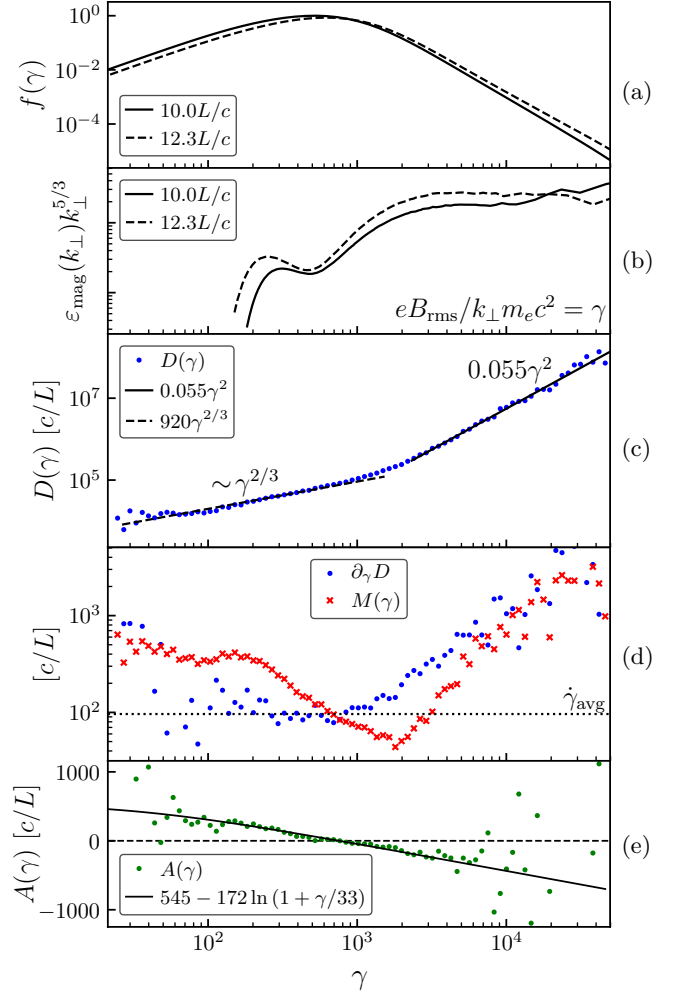 10^0
10^{-2}
10^{-4}
f(γ)
10.0L/c
12.3L/c
(a)
ε_mag(k_⊥)k_⊥^{5/3}
10.0L/c
12.3L/c
eB_rms/k_⊥m_ec^2 = γ
(b)
10^7
10^5
D(γ) [c/L]
D(γ)
0.055γ^2
920γ^{2/3}
0.055γ^2
∼ γ^{2/3}
(c)
10^3
10^2
[c/L]
∂_γD
M(γ)
γ̇_avg
(d)
1000
0
−1000
A(γ) [c/L]
A(γ)
545 − 172 ln (1 + γ/33)
(e)
10^2
10^3
10^4
γ